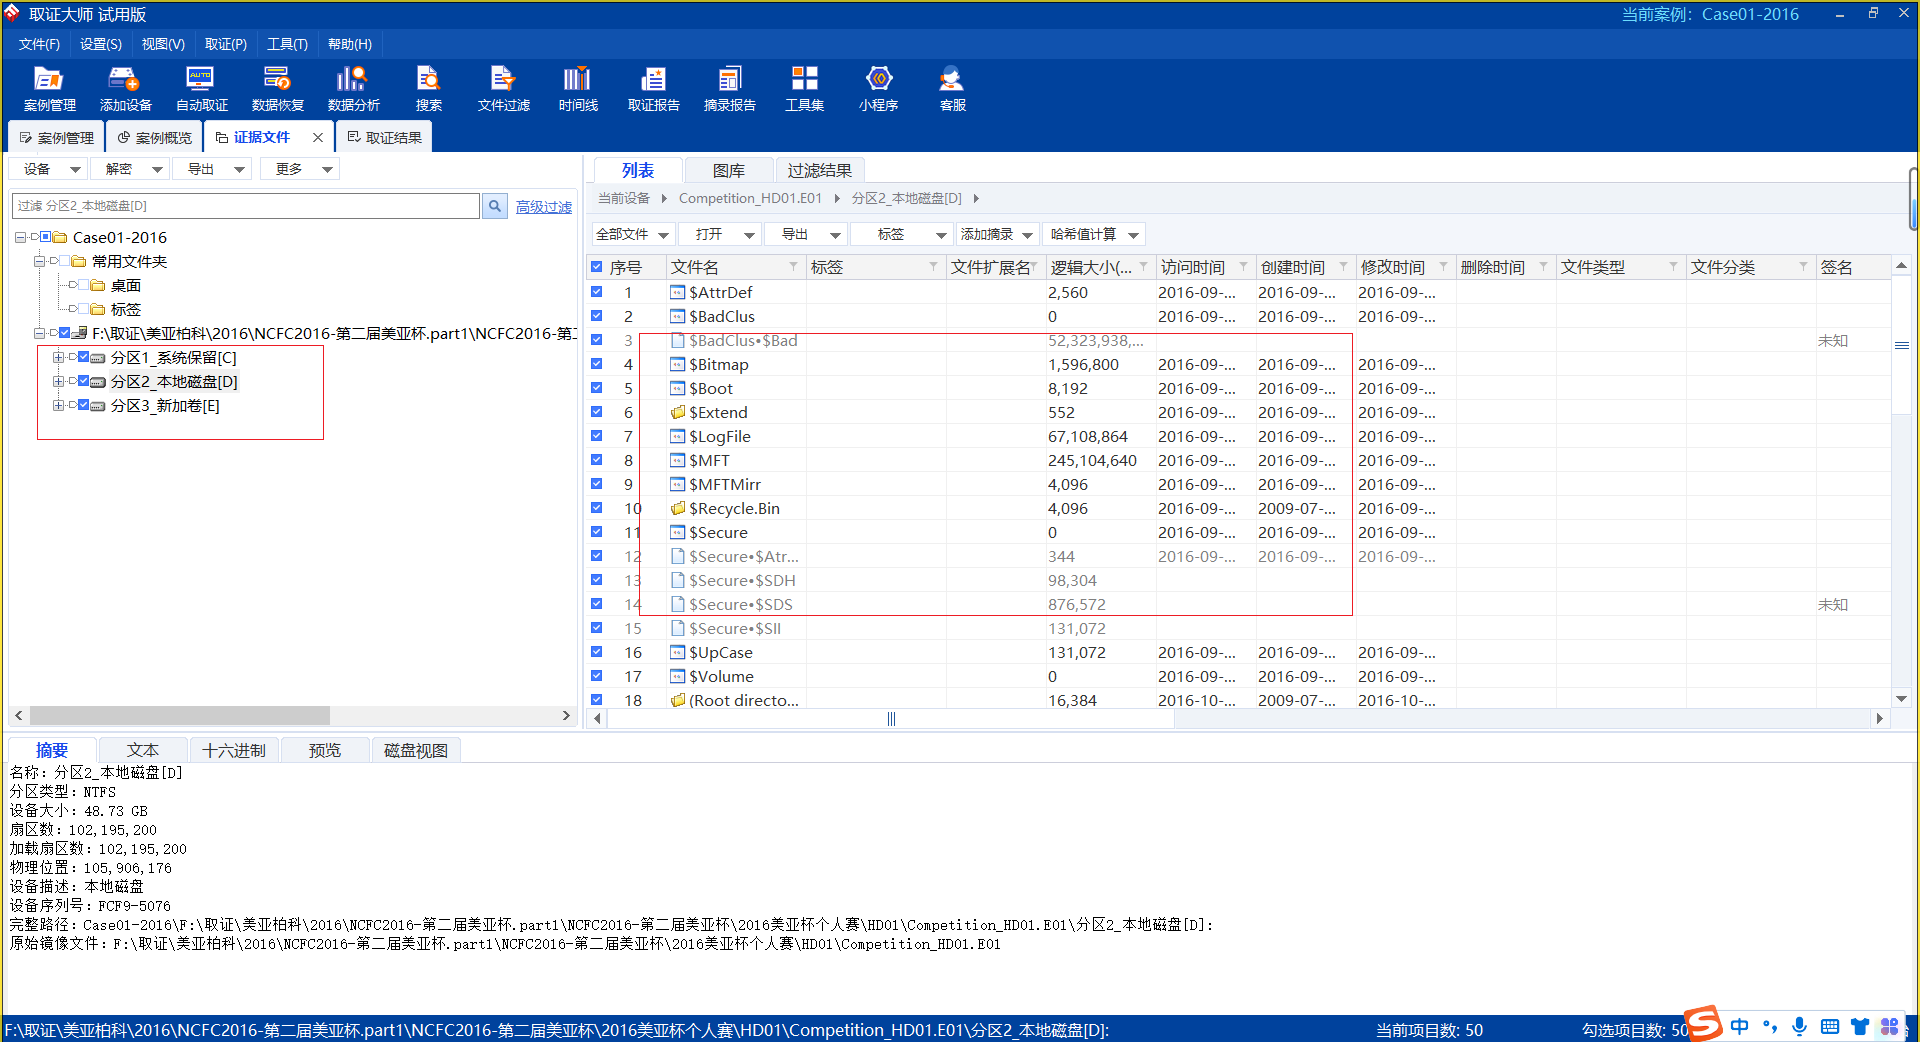 取证大师 试用版
当前案例：Case01-2016
文件(F) 设置(S) 视图(V) 取证(P) 工具(T) 帮助(H)
案例管理 添加设备 自动取证 数据恢复 数据分析 搜索 文件过滤 时间线 取证报告 摘录报告 工具集 小程序 客服
案例管理 案例概览 证据文件 取证结果
设备 解密 导出 更多
过滤 分区2_本地磁盘[D] 高级过滤
Case01-2016
常用文件夹
桌面
标签
F:\取证\美亚柏科\2016\NCFC2016-第二届美亚杯.part1\NCFC2016-第二
分区1_系统保留[C]
分区2_本地磁盘[D]
分区3_新加卷[E]
列表 图库 过滤结果
当前设备 Competition_HD01.E01 分区2_本地磁盘[D]
全部文件 打开 导出 标签 添加摘录 哈希值计算
序号 文件名 标签 文件扩展名 逻辑大小(... 访问时间 创建时间 修改时间 删除时间 文件类型 文件分类 签名
1 $AttrDef 2,560 2016-09-... 2016-09-... 2016-09-...
2 $BadClus 0 2016-09-... 2016-09-... 2016-09-...
3 $BadClus•$Bad 52,323,938,... 未知
4 $Bitmap 1,596,800 2016-09-... 2016-09-... 2016-09-...
5 $Boot 8,192 2016-09-... 2016-09-... 2016-09-...
6 $Extend 552 2016-09-... 2016-09-... 2016-09-...
7 $LogFile 67,108,864 2016-09-... 2016-09-... 2016-09-...
8 $MFT 245,104,640 2016-09-... 2016-09-... 2016-09-...
9 $MFTMirr 4,096 2016-09-... 2016-09-... 2016-09-...
10 $Recycle.Bin 4,096 2016-09-... 2009-07-... 2016-09-...
11 $Secure 0 2016-09-... 2016-09-... 2016-09-...
12 $Secure•$Atr... 344 2016-09-... 2016-09-... 2016-09-...
13 $Secure•$SDH 98,304
14 $Secure•$SDS 876,572 未知
15 $Secure•$SII 131,072
16 $UpCase 131,072 2016-09-... 2016-09-... 2016-09-...
17 $Volume 0 2016-09-... 2016-09-... 2016-09-...
18 (Root directo... 16,384 2016-10-... 2009-07-... 2016-10-...
摘要 文本 十六进制 预览 磁盘视图
名称：分区2_本地磁盘[D]
分区类型：NTFS
设备大小：48.73 GB
扇区数：102,195,200
加载扇区数：102,195,200
物理位置：105,906,176
设备描述：本地磁盘
设备序列号：FCF9-5076
完整路径：Case01-2016\F:\取证\美亚柏科\2016\NCFC2016-第二届美亚杯.part1\NCFC2016-第二届美亚杯\2016美亚杯个人赛\HD01\Competition_HD01.E01\分区2_本地磁盘[D]:
原始镜像文件：F:\取证\美亚柏科\2016\NCFC2016-第二届美亚杯.part1\NCFC2016-第二届美亚杯\2016美亚杯个人赛\HD01\Competition_HD01.E01
F:\取证\美亚柏科\2016\NCFC2016-第二届美亚杯.part1\NCFC2016-第二届美亚杯\2016美亚杯个人赛\HD01\Competition_HD01.E01\分区2_本地磁盘[D]:
当前项目数: 50 勾选项目数: 50
中